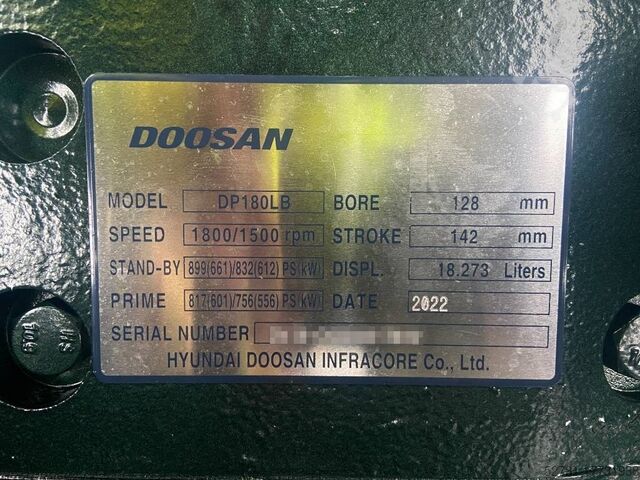 DOOSAN
MODEL DP180LB BORE 128 mm
SPEED 1800/1500 rpm STROKE 142 mm
STAND-BY 899(661)/832(612) PS(kW) DISPL. 18.273 Liters
PRIME 817(601)/756(556) PS(kW) DATE 2022
SERIAL NUMBER
HYUNDAI DOOSAN INFRACORE Co., Ltd.